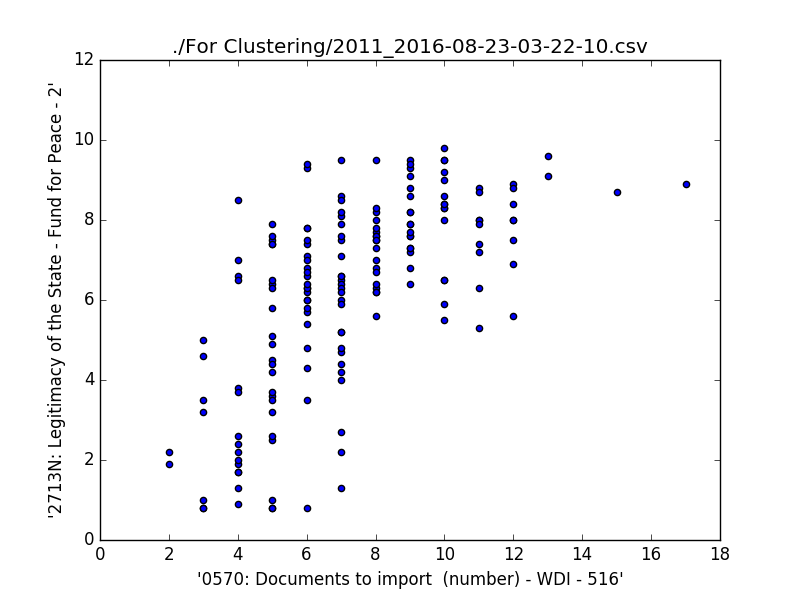 ./For Clustering/2011_2016-08-23-03-22-10.csv
12
10
8
6
4
2
0
'2713N: Legitimacy of the State - Fund for Peace - 2'
0 2 4 6 8 10 12 14 16 18
'0570: Documents to import  (number) - WDI - 516'